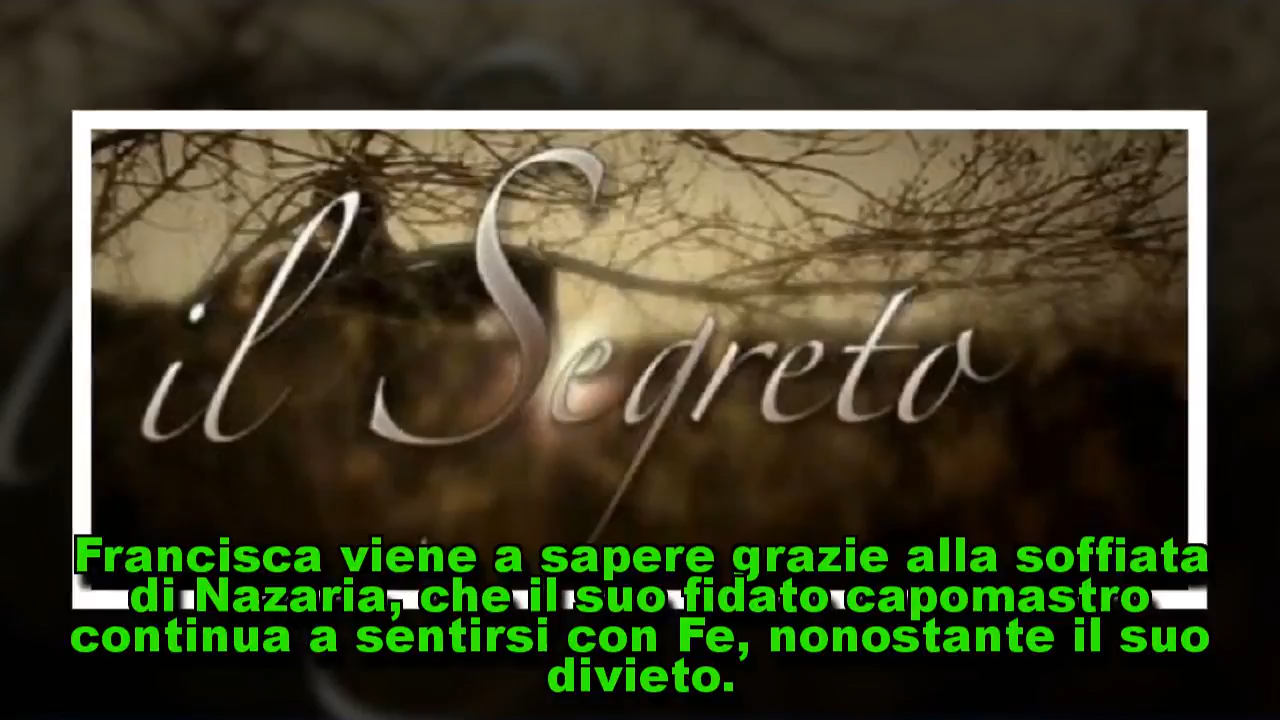 il Segreto
Francisca viene a sapere grazie alla soffiata
di Nazaria, che il suo fidato capomastro
continua a sentirsi con Fe, nonostante il suo
divieto.